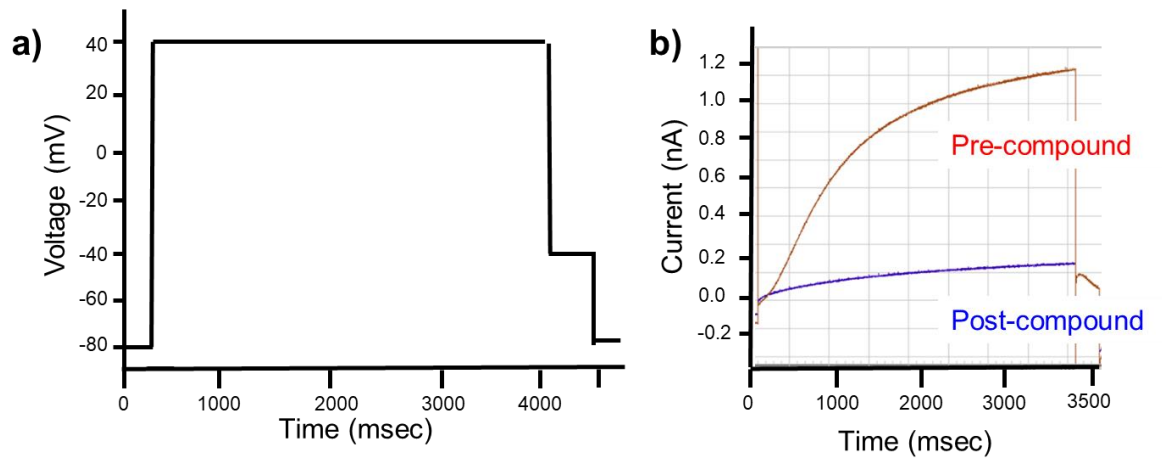 a)
Voltage (mV)
40
20
0
-20
-40
-60
-80
0 1000 2000 3000 4000
Time (msec)
b)
Current (nA)
1.2
1.0
0.8
0.6
0.4
0.2
0.0
-0.2
Pre-compound
Post-compound
0 1000 2000 3000 3500
Time (msec)